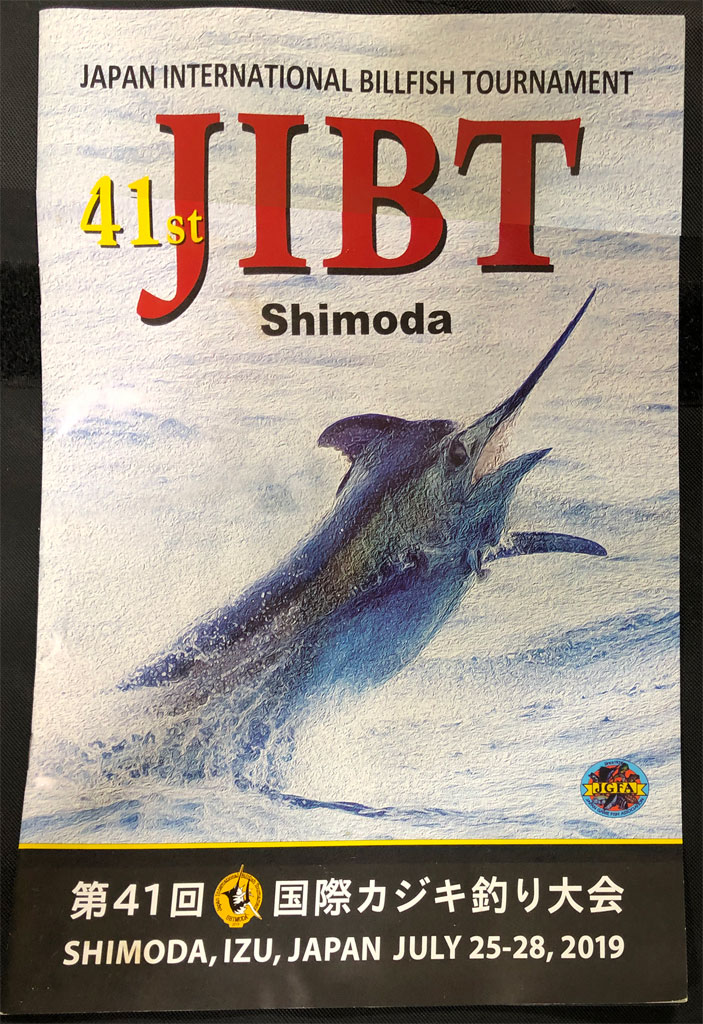 JAPAN INTERNATIONAL BILLFISH TOURNAMENT
41st JIBT
Shimoda
JGFA
第41回 国際カジキ釣り大会
SHIMODA, IZU, JAPAN JULY 25-28, 2019